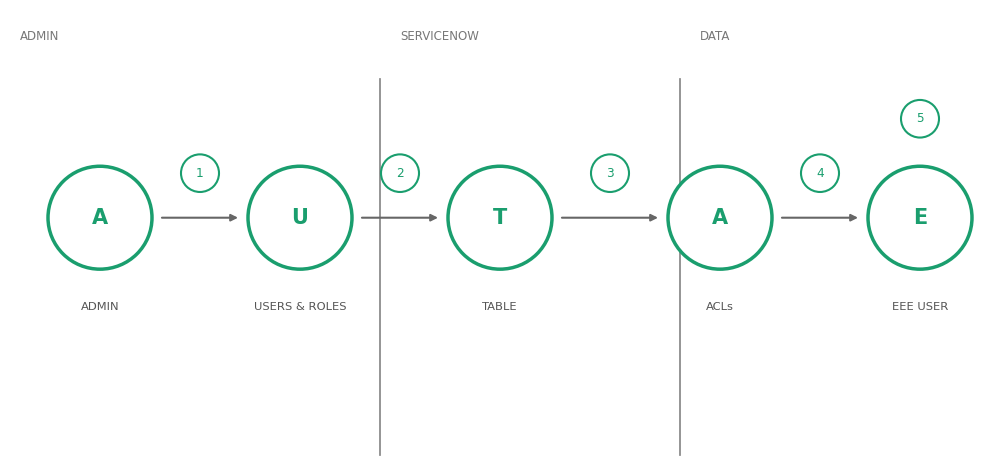 ADMIN
SERVICENOW
DATA
5
1
2
3
4
A
U
T
A
E
ADMIN
USERS & ROLES
TABLE
ACLs
EEE USER